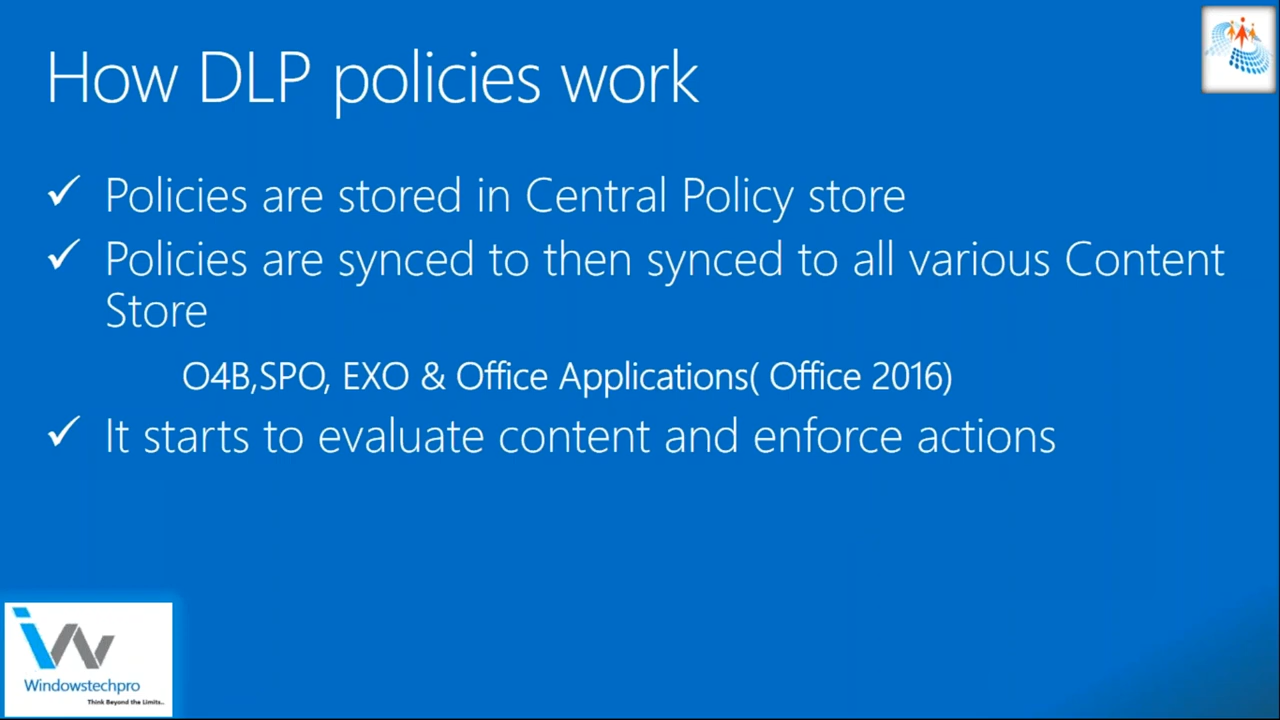 How DLP policies work
Policies are stored in Central Policy store
Policies are synced to then synced to all various Content
Store
O4B,SPO, EXO & Office Applications( Office 2016)
It starts to evaluate content and enforce actions
Windowstechpro
Think Beyond the Limits..